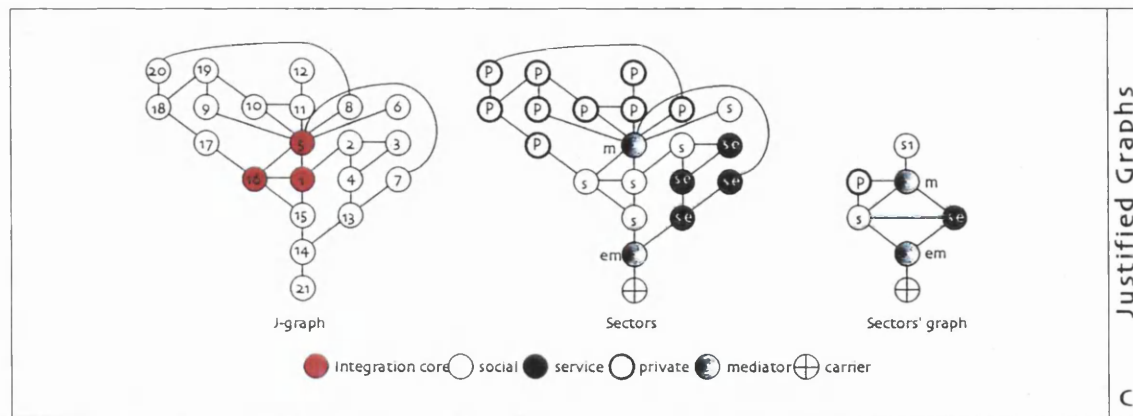 20 19 12
18 9 10 11 8 6
17 5 2 3
16 1 4 7
15 13
14
21
J-graph
P P P
P P P P P s
P m s se
s s se se
s se
em
Sectors
s1
P m
s se
em
Sectors' graph
Integration core social service private mediator carrier
Justified Graphs
C